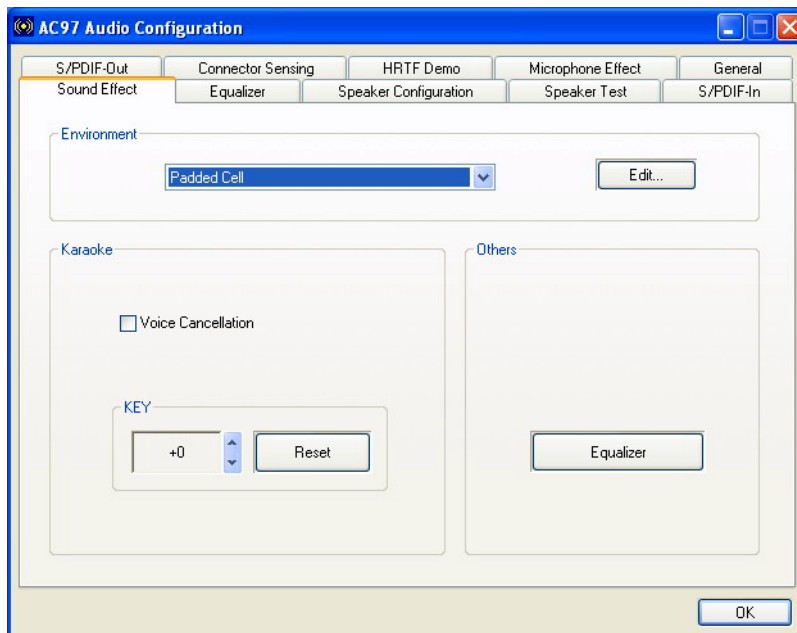 AC97 Audio Configuration
S/PDIF-Out Connector Sensing HRTF Demo Microphone Effect General
Sound Effect Equalizer Speaker Configuration Speaker Test S/PDIF-In
Environment
Padded Cell Edit...
Karaoke Others
Voice Cancellation
KEY
+0 Reset Equalizer
OK